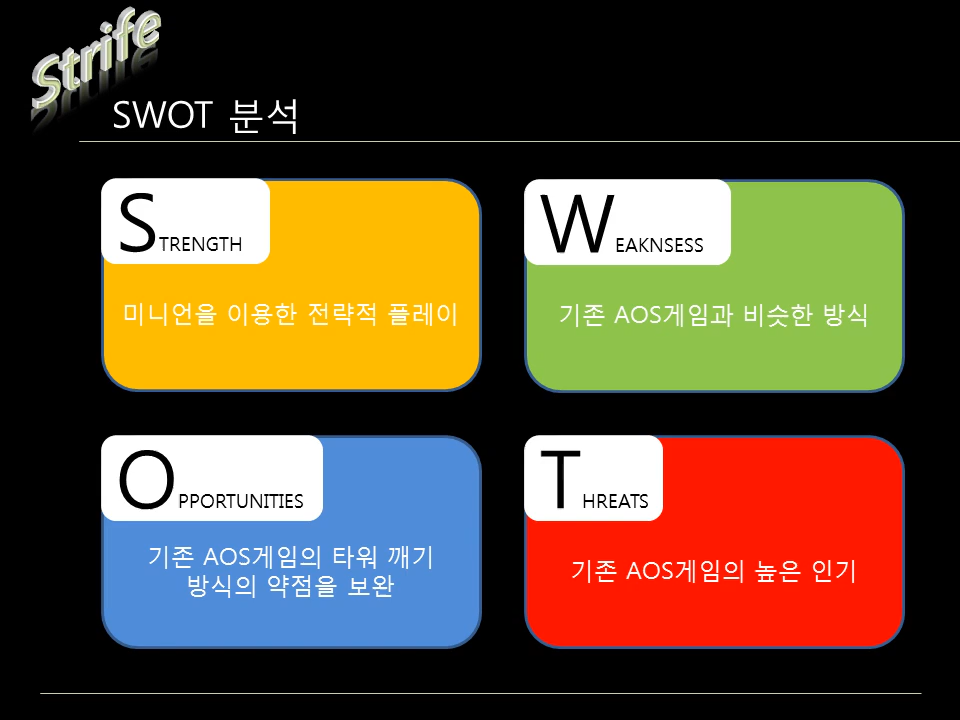 Strife
SWOT 분석
STRENGTH
미니언을 이용한 전략적 플레이
WEAKNSESS
기존 AOS게임과 비슷한 방식
OPPORTUNITIES
기존 AOS게임의 타워 깨기
방식의 약점을 보완
THREATS
기존 AOS게임의 높은 인기